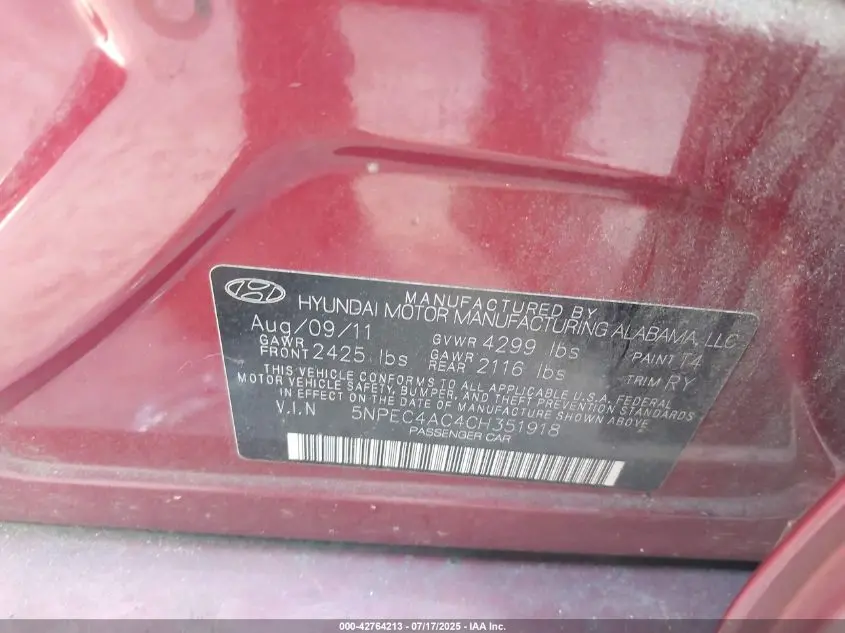 MANUFACTURED BY
HYUNDAI MOTOR MANUFACTURING ALABAMA, LLC
Aug/09/11 GVWR 4299 lbs PAINT T4
GAWR FRONT 2425 lbs GAWR REAR 2116 lbs TRIM RY
THIS VEHICLE CONFORMS TO ALL APPLICABLE U.S.A. FEDERAL
MOTOR VEHICLE SAFETY, BUMPER, AND THEFT PREVENTION STANDARDS
IN EFFECT ON THE DATE OF MANUFACTURE SHOWN ABOVE
V.I.N 5NPEC4AC4CH351918
PASSENGER CAR
000-42764213 - 07/17/2025 - IAA Inc.